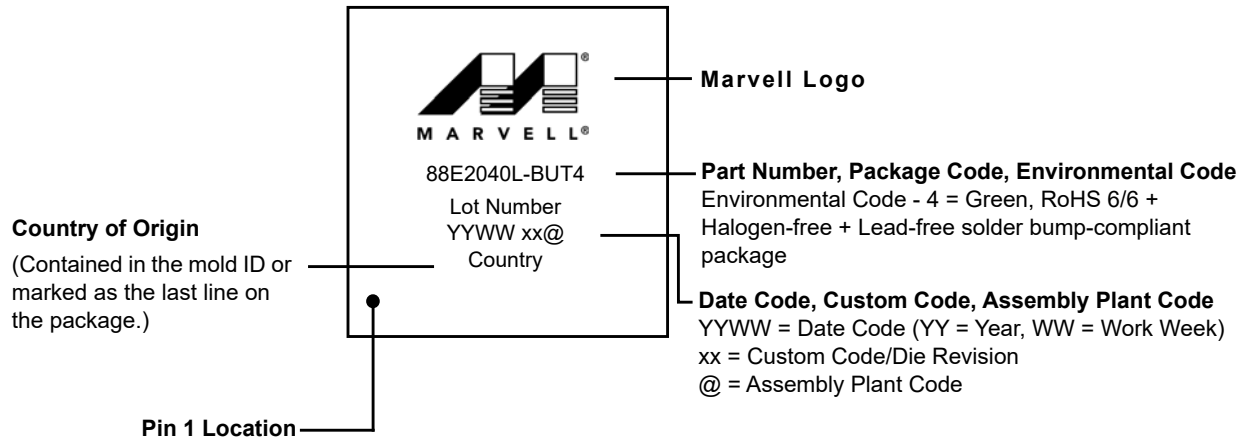 ®
MARVELL®
88E2040L-BUT4
Lot Number
YYWW xx@
Country
Marvell Logo
Part Number, Package Code, Environmental Code
Environmental Code - 4 = Green, RoHS 6/6 +
Halogen-free + Lead-free solder bump-compliant
package
Date Code, Custom Code, Assembly Plant Code
YYWW = Date Code (YY = Year, WW = Work Week)
xx = Custom Code/Die Revision
@ = Assembly Plant Code
Country of Origin
(Contained in the mold ID or
marked as the last line on
the package.)
Pin 1 Location